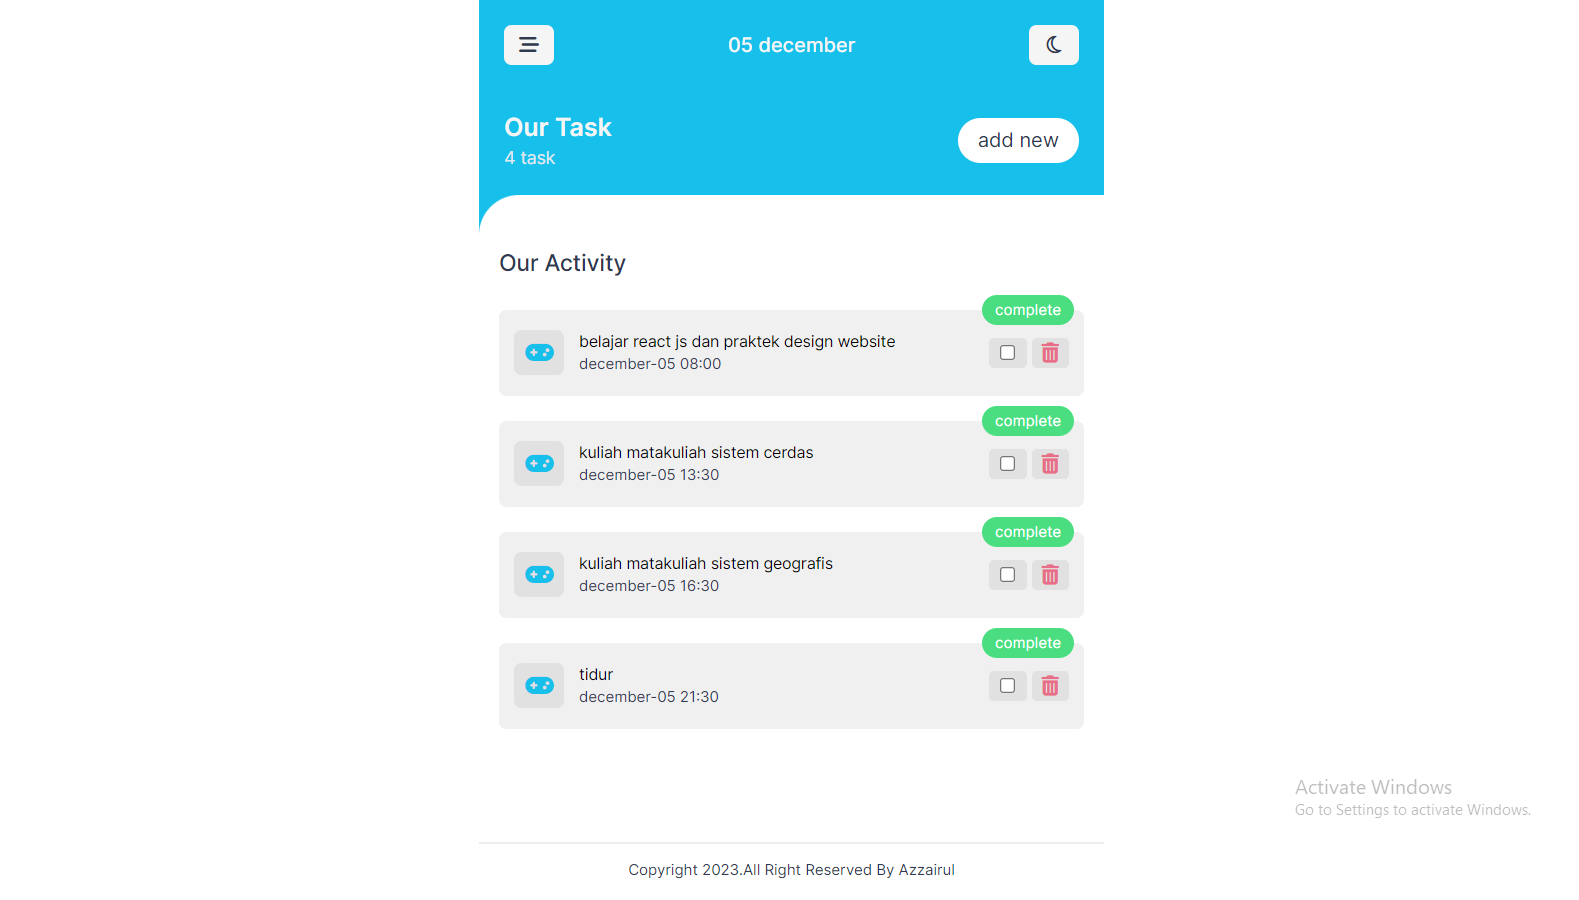 05 december
Our Task
4 task
add new
Our Activity
complete
belajar react js dan praktek design website
december-05 08:00
complete
kuliah matakuliah sistem cerdas
december-05 13:30
complete
kuliah matakuliah sistem geografis
december-05 16:30
complete
tidur
december-05 21:30
Activate Windows
Go to Settings to activate Windows.
Copyright 2023.All Right Reserved By Azzairul